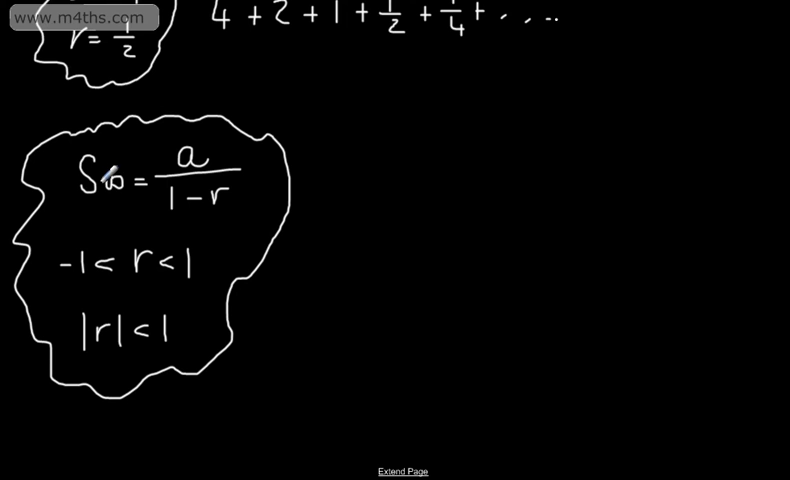 www.m4ths.com
r = 1/2
4 + 2 + 1 + 1/2 + 1/4 + . . . .
S∞ = a/(1 - r)
-1 < r < 1
|r| < 1
Extend Page